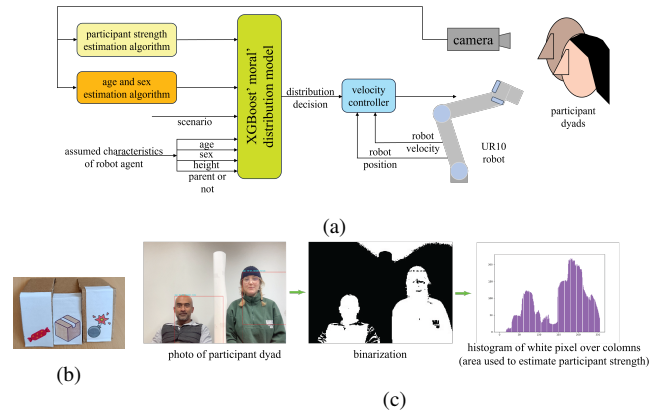 participant strength
estimation algorithm
age and sex
estimation algorithm
scenario
assumed characteristics
of robot agent
age
sex
height
parent or
not
XGBoost' moral'
distribution model
distribution
decision
velocity
controller
camera
robot
velocity
robot
position
UR10
robot
participant
dyads
(a)
(b)
photo of participant dyad
binarization
histogram of white pixel over colomns
(area used to estimate participant strength)
(c)